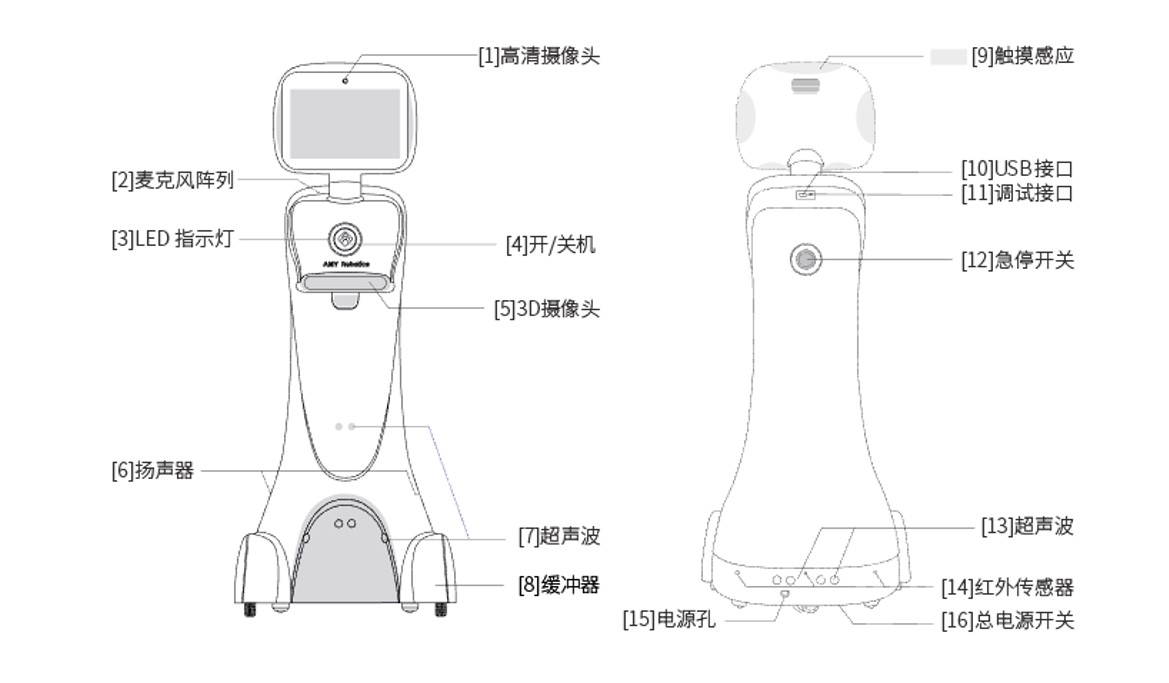 [1]高清摄像头
[2]麦克风阵列
[3]LED 指示灯
[4]开/关机
AMY Robotics
[5]3D摄像头
[6]扬声器
[7]超声波
[8]缓冲器
[9]触摸感应
[10]USB接口
[11]调试接口
[12]急停开关
[13]超声波
[14]红外传感器
[15]电源孔
[16]总电源开关